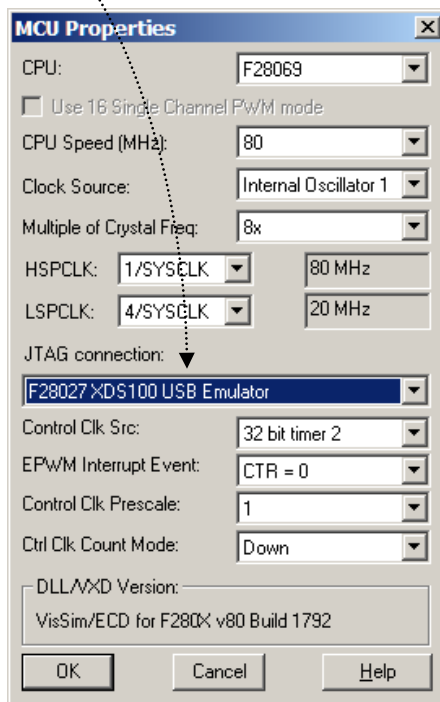 MCU Properties
CPU: F28069
Use 16 Single Channel PWM mode
CPU Speed (MHz): 80
Clock Source: Internal Oscillator 1
Multiple of Crystal Freq: 8x
HSPCLK: 1/SYSCLK 80 MHz
LSPCLK: 4/SYSCLK 20 MHz
JTAG connection:
F28027 XDS100 USB Emulator
Control Clk Src: 32 bit timer 2
EPWM Interrupt Event: CTR = 0
Control Clk Prescale: 1
Ctrl Clk Count Mode: Down
DLL/VXD Version:
VisSim/ECD for F280X v80 Build 1792
OK Cancel Help